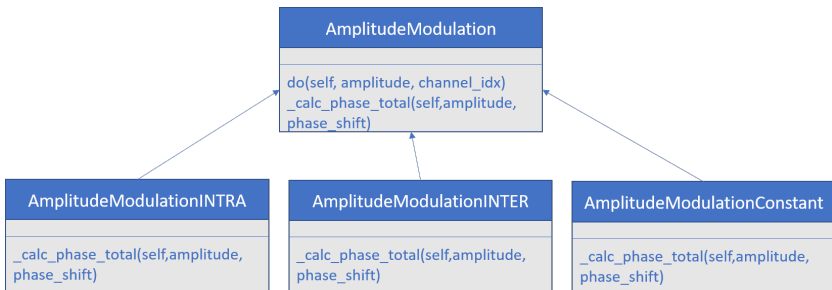 AmplitudeModulation
do(self, amplitude, channel_idx)
_calc_phase_total(self,amplitude,
phase_shift)
AmplitudeModulationINTRA
_calc_phase_total(self,amplitude,
phase_shift)
AmplitudeModulationINTER
_calc_phase_total(self,amplitude,
phase_shift)
AmplitudeModulationConstant
_calc_phase_total(self,amplitude,
phase_shift)